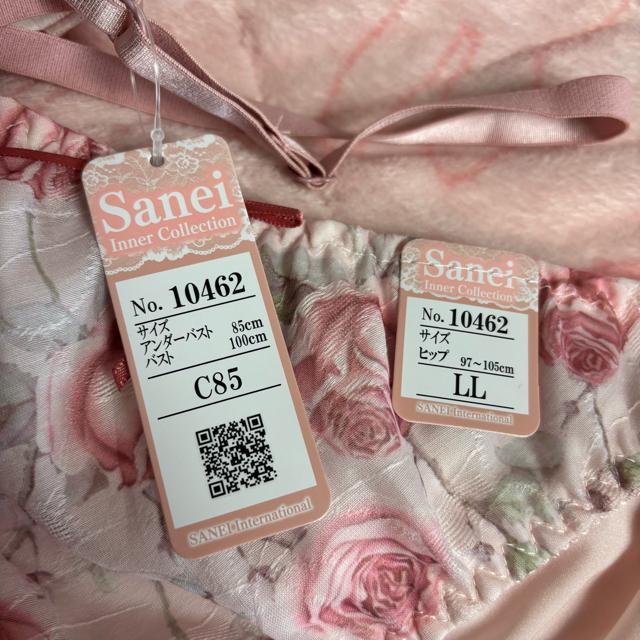 Sanei
Inner Collection
No. 10462
サイズ
アンダーバスト 85cm
バスト 100cm
C85
SANEI International
Sanei
Inner Collection
No. 10462
サイズ
ヒップ 97～105cm
LL
SANEI International